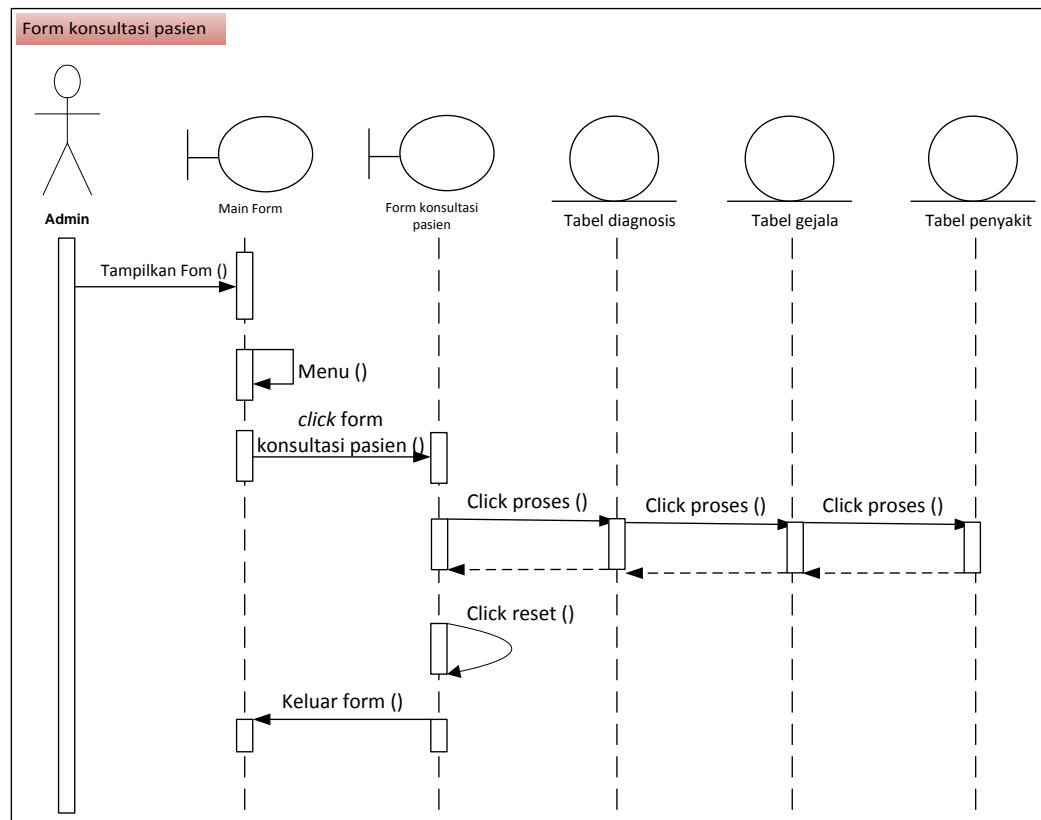 Form konsultasi pasien
Admin
Main Form
Form konsultasi
pasien
Tabel diagnosis
Tabel gejala
Tabel penyakit
Tampilkan Fom ()
Menu ()
click form
konsultasi pasien ()
Click proses ()
Click proses ()
Click proses ()
Click reset ()
Keluar form ()